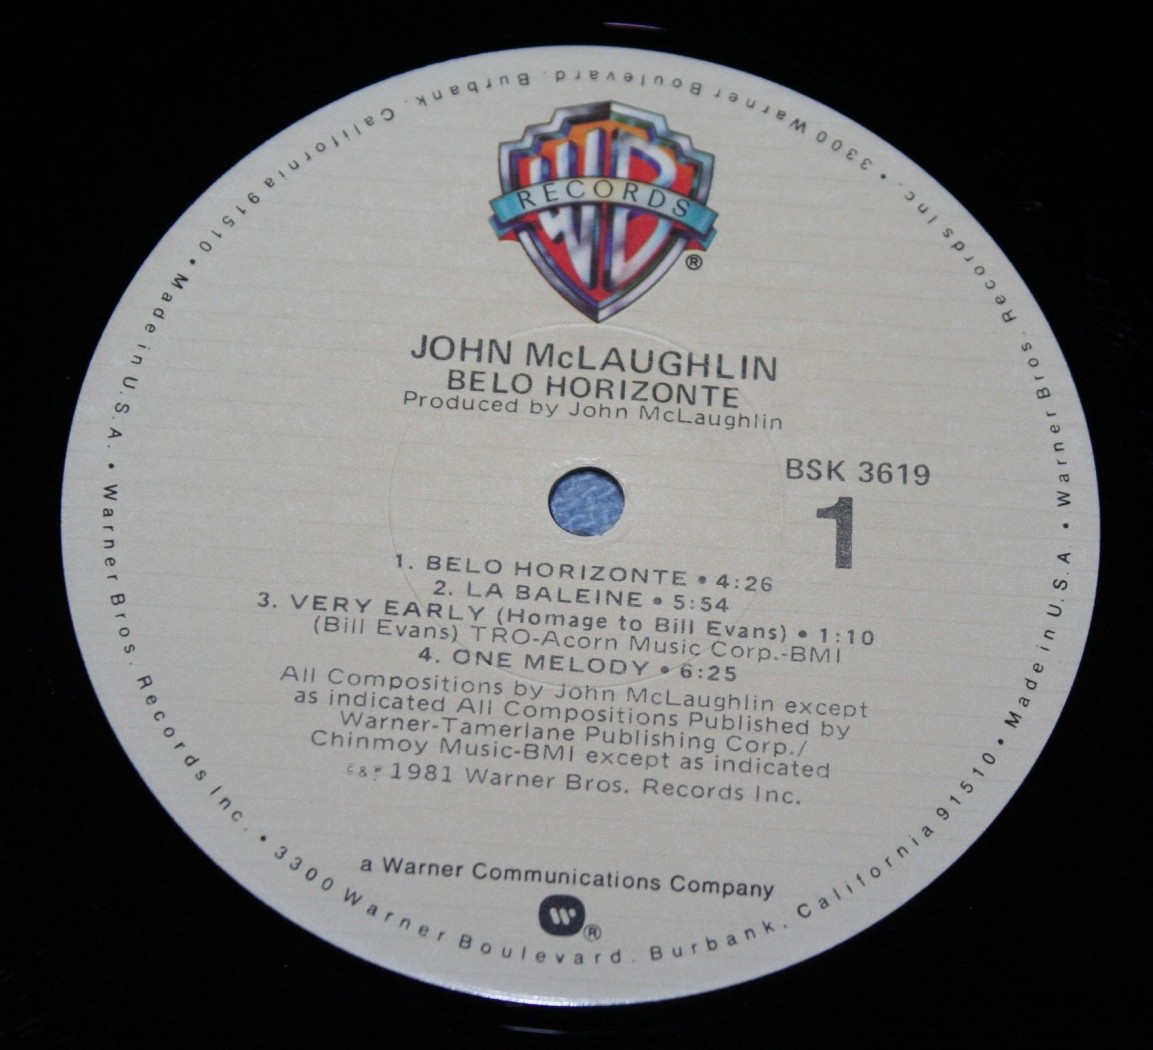 WB
RECORDS
®
JOHN McLAUGHLIN
BELO HORIZONTE
Produced by John McLaughlin
BSK 3619
1
1. BELO HORIZONTE • 4:26
2. LA BALEINE • 5:54
3. VERY EARLY (Homage to Bill Evans) • 1:10
(Bill Evans) TRO-Acorn Music Corp.-BMI
4. ONE MELODY • 6:25
All Compositions by John McLaughlin except
as indicated All Compositions Published by
Warner-Tamerlane Publishing Corp./
Chinmoy Music-BMI except as indicated
C & P 1981 Warner Bros. Records Inc.
a Warner Communications Company
W ®
Warner Bros. Records Inc. • 3300 Warner Boulevard. Burbank. California 91510 • Made in U.S.A. •
Warner Bros. Records Inc. • 3300 Warner Boulevard. Burbank. California 91510 • Made in U.S.A. •